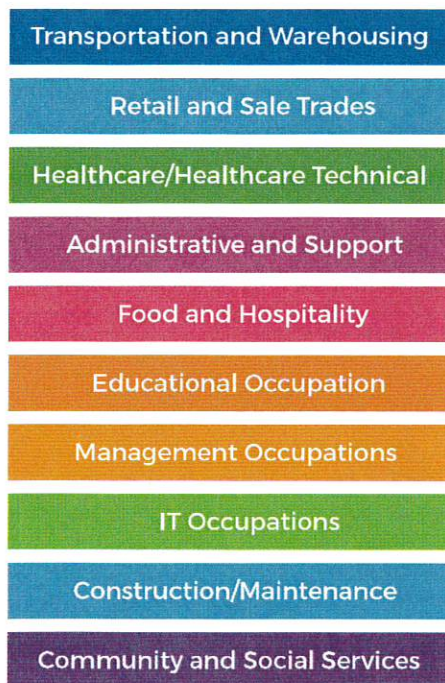 Transportation and Warehousing
Retail and Sale Trades
Healthcare/Healthcare Technical
Administrative and Support
Food and Hospitality
Educational Occupation
Management Occupations
IT Occupations
Construction/Maintenance
Community and Social Services